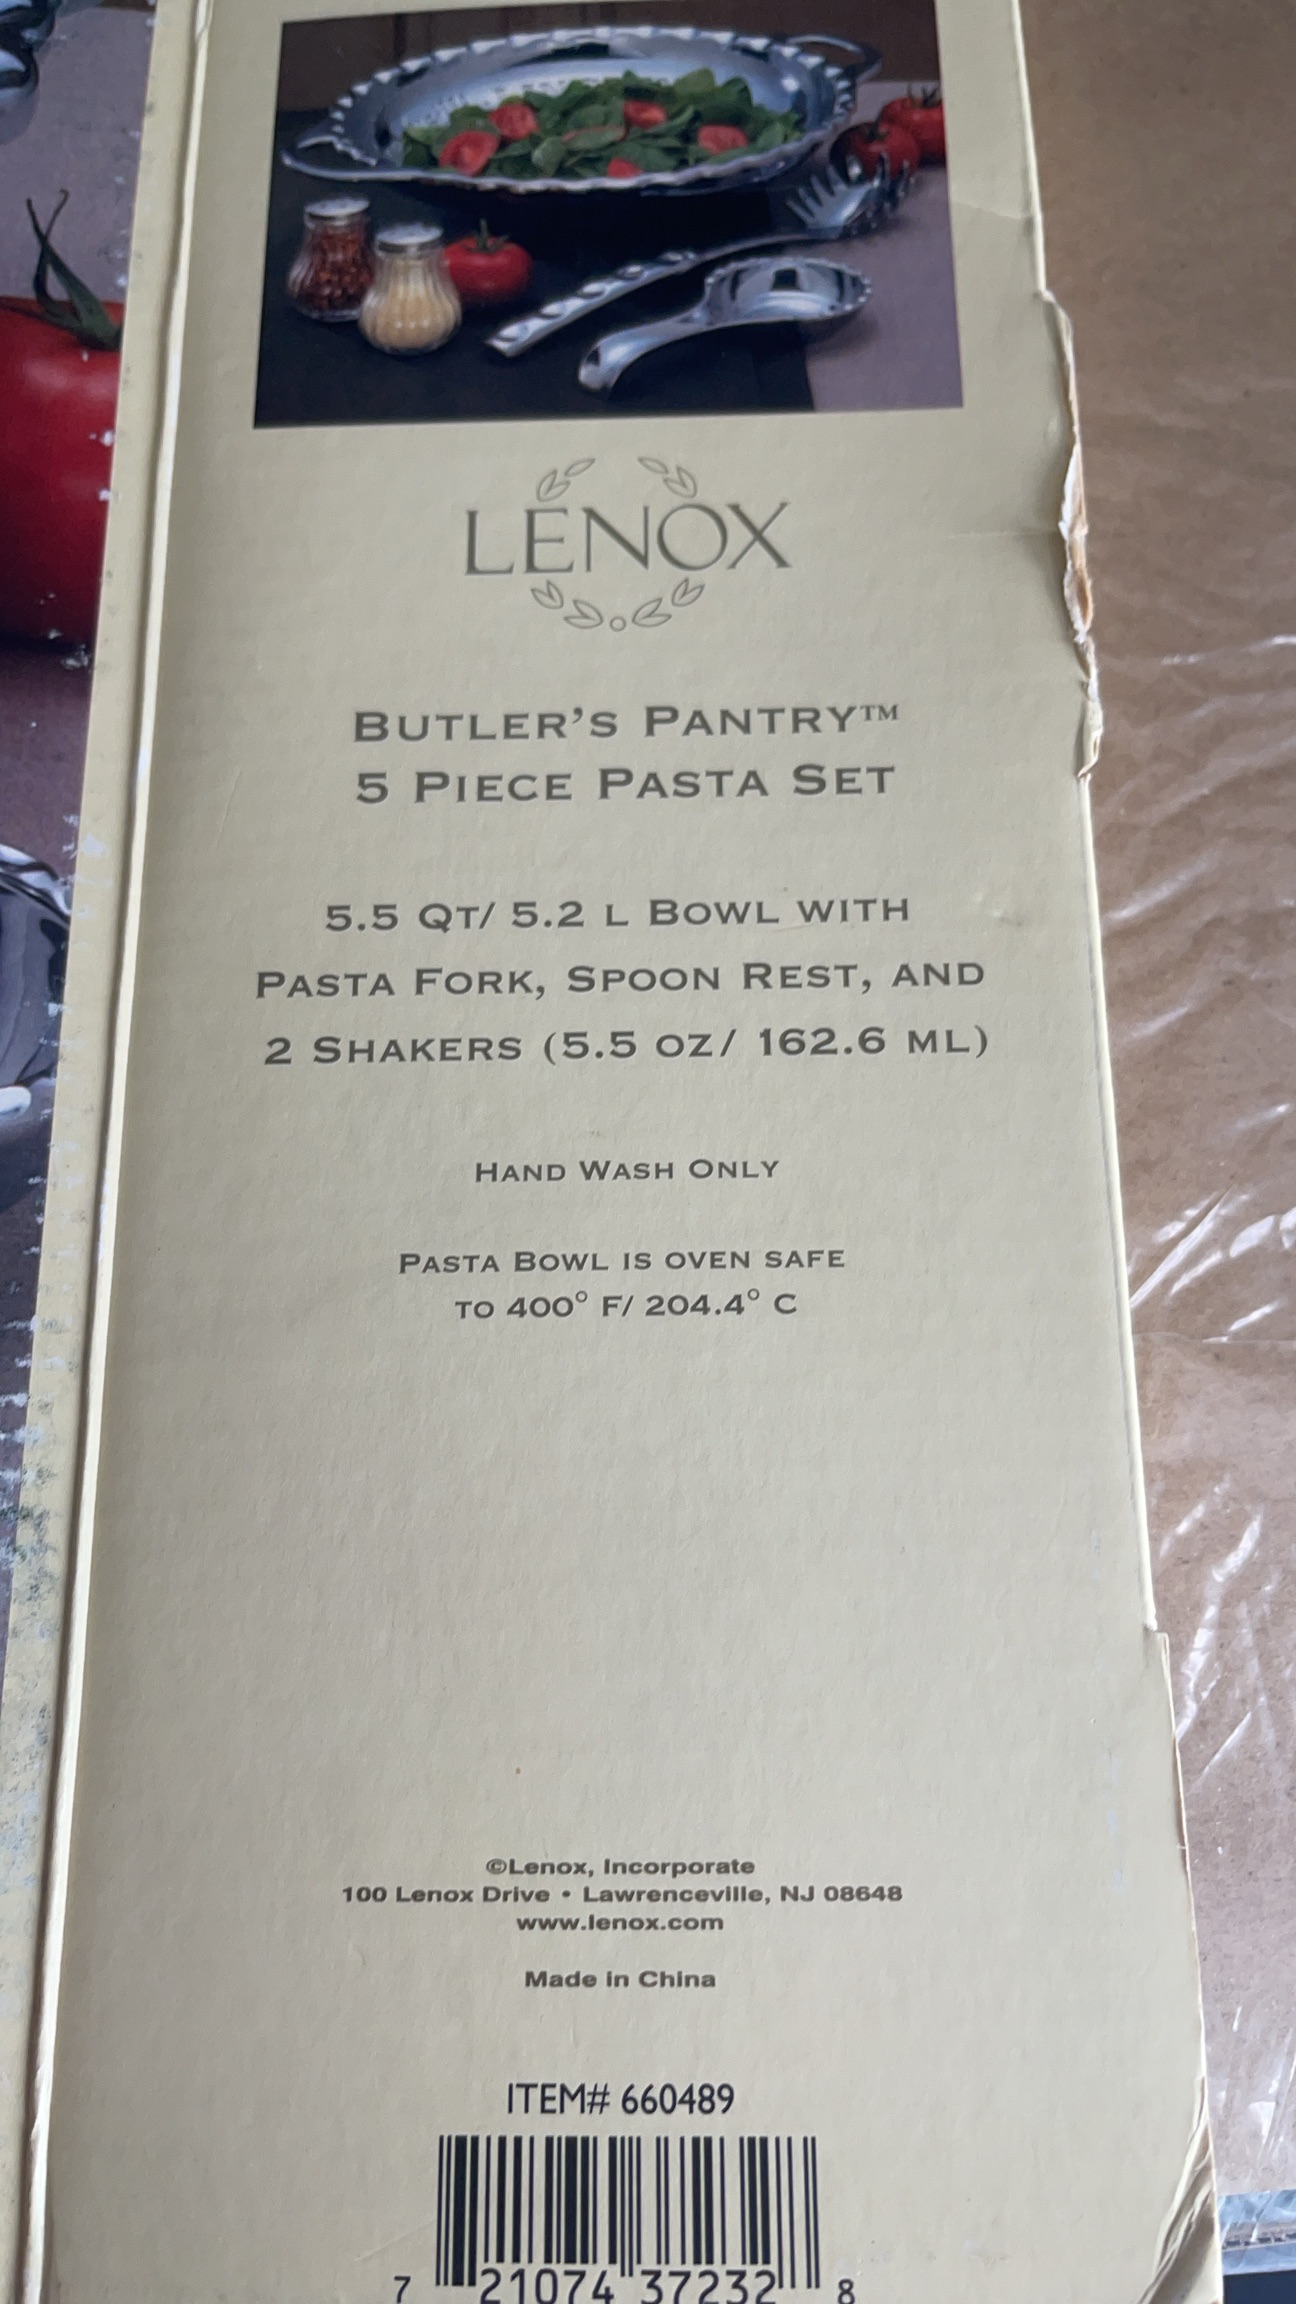 LENOX
BUTLER'S PANTRY™
5 PIECE PASTA SET
5.5 QT/ 5.2 L BOWL WITH
PASTA FORK, SPOON REST, AND
2 SHAKERS (5.5 OZ/ 162.6 ML)
HAND WASH ONLY
PASTA BOWL IS OVEN SAFE
TO 400° F/ 204.4° C
©Lenox, Incorporate
100 Lenox Drive • Lawrenceville, NJ 08648
www.lenox.com
Made in China
ITEM# 660489
7 21074 37232 8